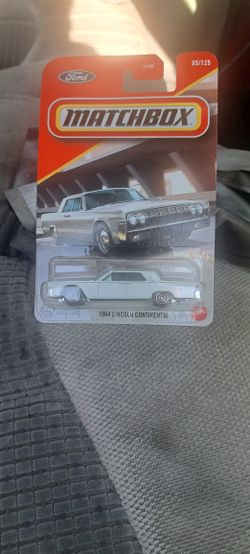 Ford
85/125
MATCHBOX
1964 LINCOLN CONTINENTAL